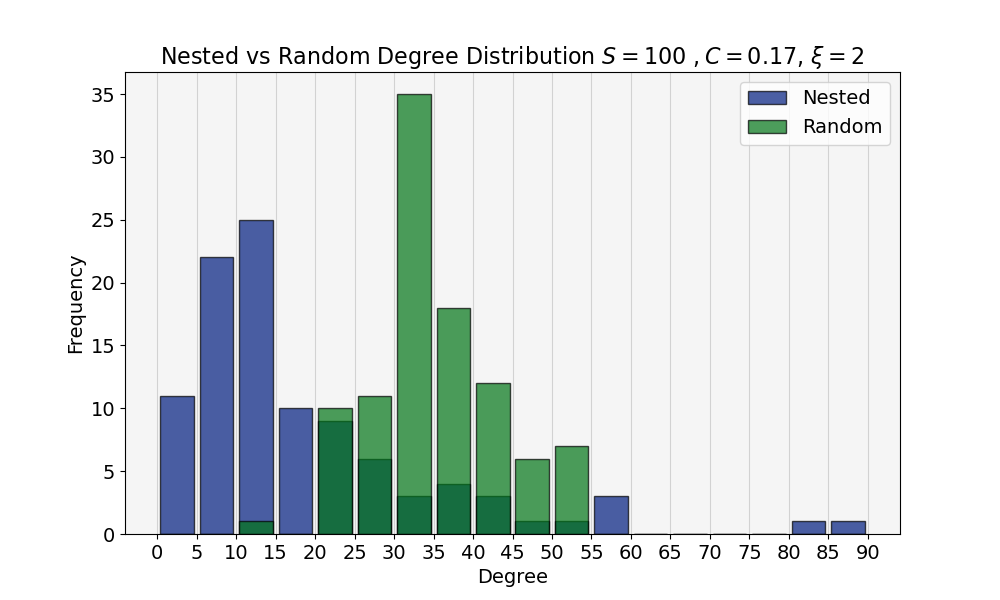 Nested vs Random Degree Distribution S = 100 , C = 0.17, ξ = 2
Nested
Random
35
30
25
20
15
10
5
0
Frequency
0 5 10 15 20 25 30 35 40 45 50 55 60 65 70 75 80 85 90
Degree